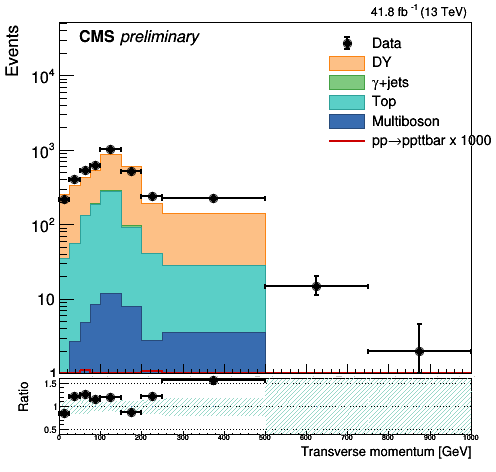 41.8 fb⁻¹ (13 TeV)
CMS preliminary
Events
Data
DY
γ+jets
Top
Multiboson
pp→ppttbar x 1000
10⁴
10³
10²
10
1
Ratio
1.5
1
0.5
0 100 200 300 400 500 600 700 800 900 1000
Transverse momentum [GeV]